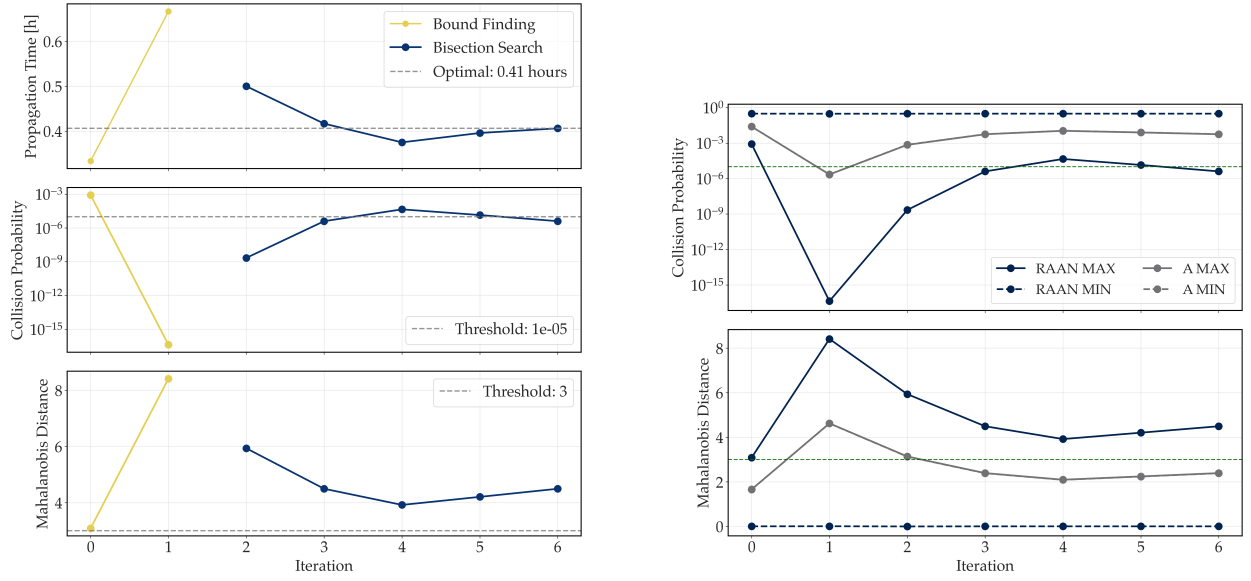 Propagation Time [h]
0.6
0.5
0.4
Bound Finding
Bisection Search
Optimal: 0.41 hours
Collision Probability
10⁻³
10⁻⁶
10⁻⁹
10⁻¹²
10⁻¹⁵
Threshold: 1e-05
Mahalanobis Distance
8
6
4
Threshold: 3
0 1 2 3 4 5 6
Iteration
Collision Probability
10⁰
10⁻³
10⁻⁶
10⁻⁹
10⁻¹²
10⁻¹⁵
RAAN MAX A MAX
RAAN MIN A MIN
Mahalanobis Distance
8
6
4
2
0
0 1 2 3 4 5 6
Iteration